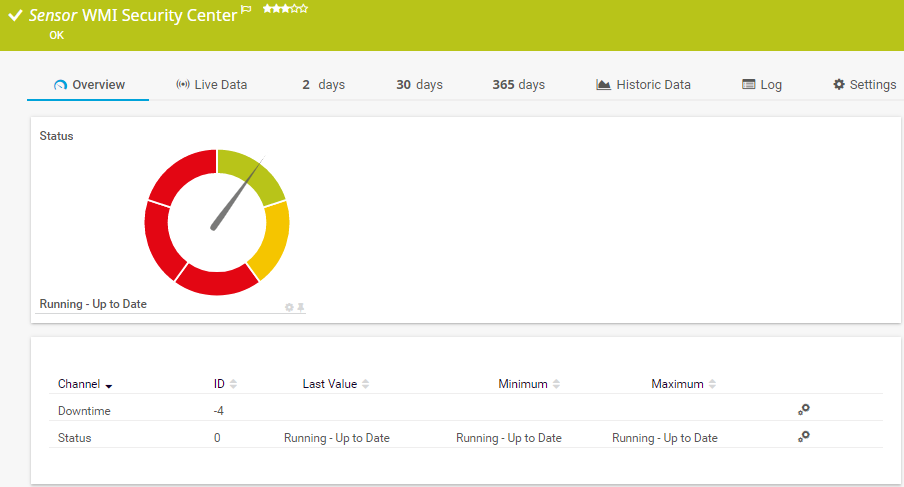 Sensor WMI Security Center
OK
Overview Live Data 2 days 30 days 365 days Historic Data Log Settings
Status
Running - Up to Date
Channel ID Last Value Minimum Maximum
Downtime -4
Status 0 Running - Up to Date Running - Up to Date Running - Up to Date